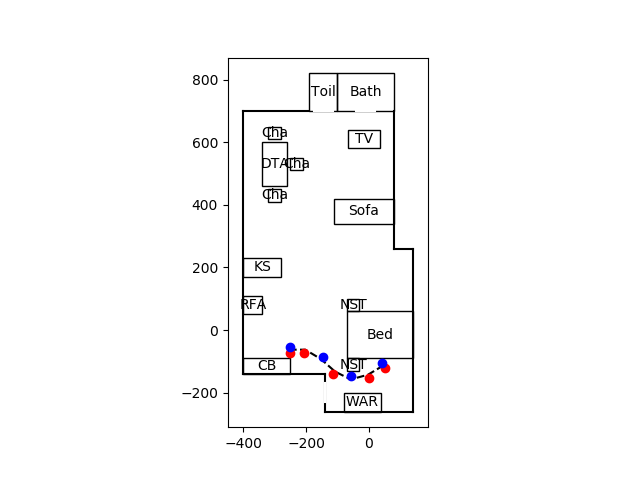 800
600
400
200
0
−200
−400
−200
0
Toil
Bath
Cha
TV
DTA
Cha
Cha
Sofa
KS
RFA
NST
Bed
CB
NST
WAR